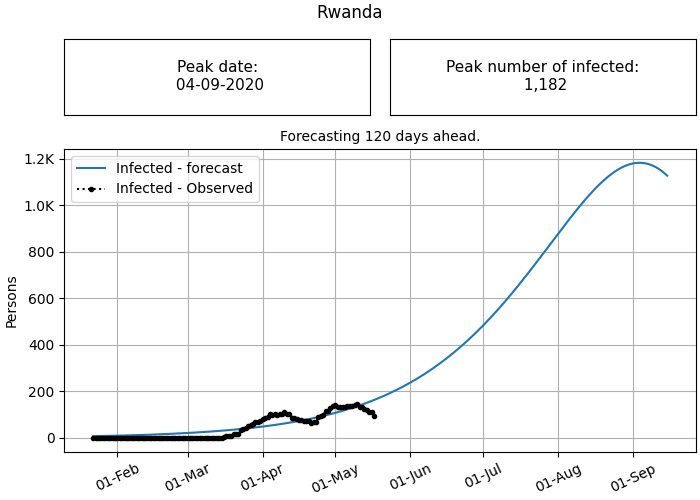 Rwanda
Peak date:
04-09-2020
Peak number of infected:
1,182
Forecasting 120 days ahead.
Infected - forecast
Infected - Observed
1.2K
1.0K
800
600
400
200
0
Persons
01-Feb
01-Mar
01-Apr
01-May
01-Jun
01-Jul
01-Aug
01-Sep